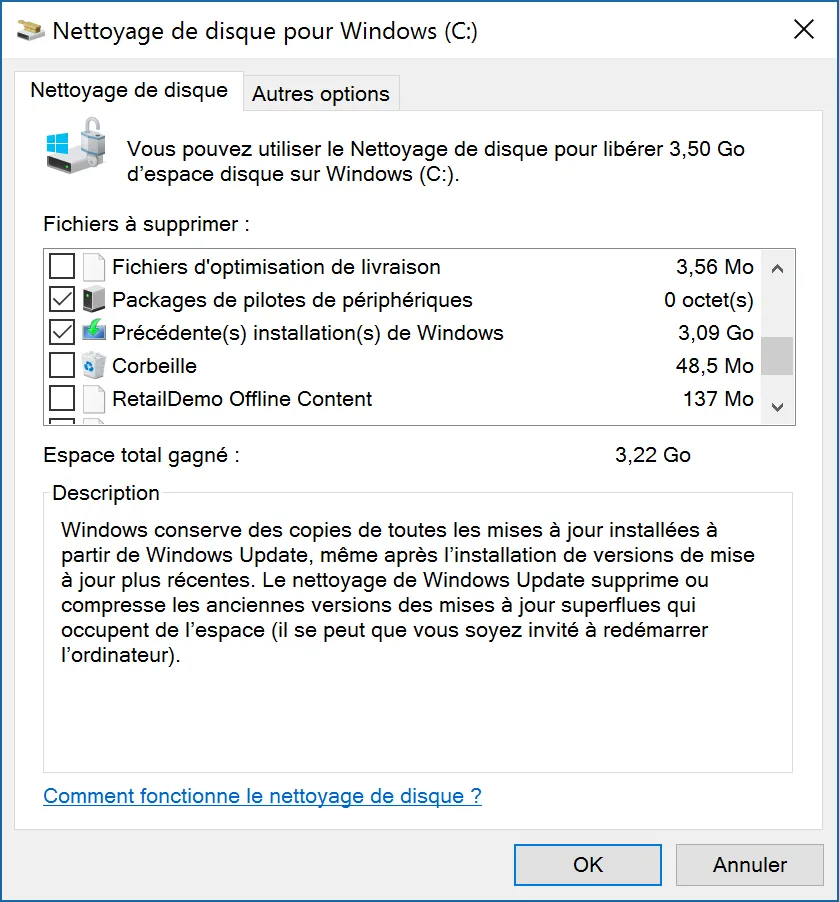 Nettoyage de disque pour Windows (C:)
Nettoyage de disque
Autres options
Vous pouvez utiliser le Nettoyage de disque pour libérer 3,50 Go
d’espace disque sur Windows (C:).
Fichiers à supprimer :
Fichiers d'optimisation de livraison 3,56 Mo
Packages de pilotes de périphériques 0 octet(s)
Précédente(s) installation(s) de Windows 3,09 Go
Corbeille 48,5 Mo
RetailDemo Offline Content 137 Mo
Espace total gagné : 3,22 Go
Description
Windows conserve des copies de toutes les mises à jour installées à
partir de Windows Update, même après l’installation de versions de mise
à jour plus récentes. Le nettoyage de Windows Update supprime ou
compresse les anciennes versions des mises à jour superflues qui
occupent de l’espace (il se peut que vous soyez invité à redémarrer
l’ordinateur).
Comment fonctionne le nettoyage de disque ?
OK Annuler